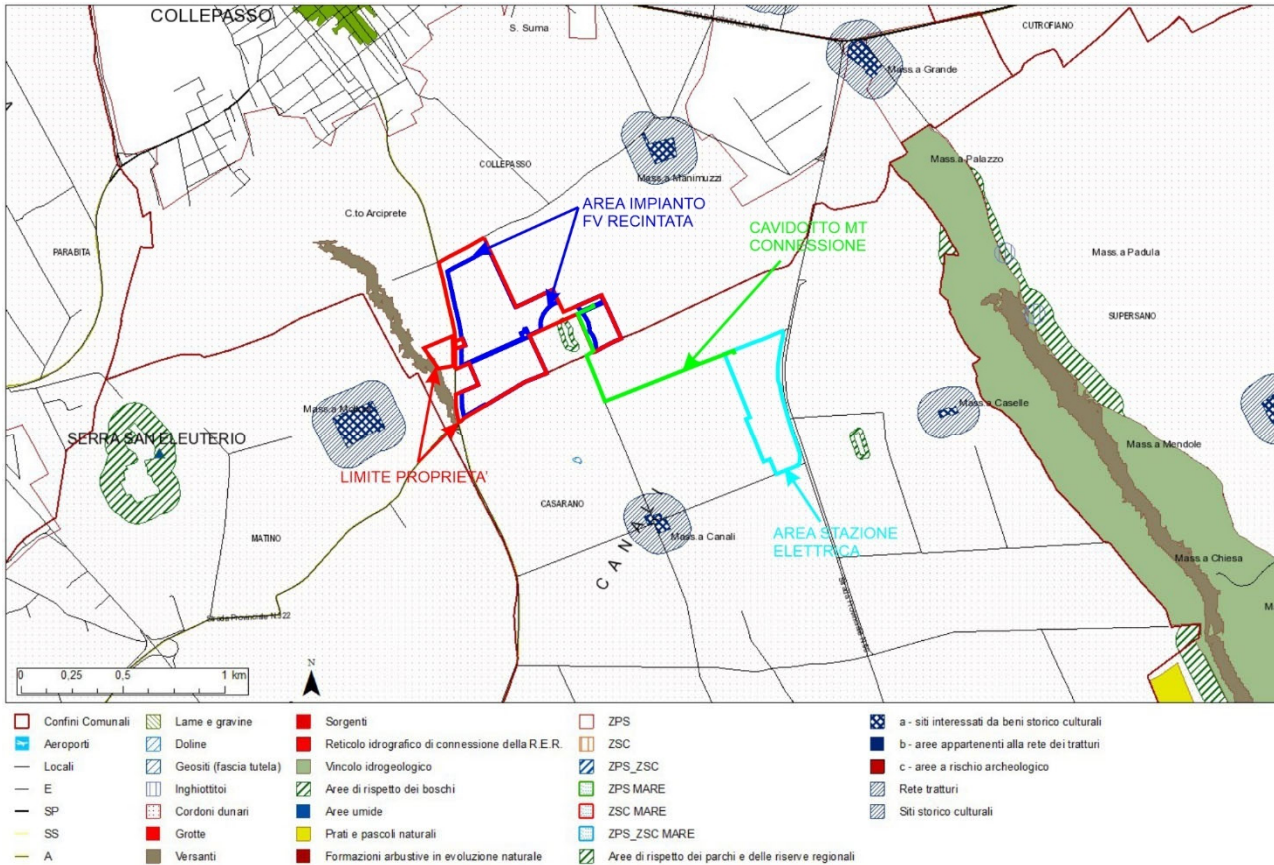 COLLEPASSO
S. Suma
CUTROFIANO
Mass.a Grande
COLLEPASSO
Mass.a Manimuzzi
Mass.a Palazzo
C.to Arciprete
AREA IMPIANTO
FV RECINTATA
CAVIDOTTO MT
CONNESSIONE
PARABITA
Mass.a Padula
SUPERSANO
Mass.a Caselle
SERRA SAN ELEUTERIO
Mass.a Mendole
LIMITE PROPRIETA'
CASARANO
MATINO
CANALI
Mass.a Canali
AREA STAZIONE
ELETTRICA
Mass.a Chiesa
0 0,25 0,5 1 km
N
Confini Comunali
Aeroporti
Locali
E
SP
SS
A
Lame e gravine
Doline
Geositi (fascia tutela)
Inghiottitoi
Cordoni dunari
Grotte
Versanti
Sorgenti
Reticolo idrografico di connessione della R.E.R.
Vincolo idrogeologico
Aree di rispetto dei boschi
Aree umide
Prati e pascoli naturali
Formazioni arbustive in evoluzione naturale
ZPS
ZSC
ZPS_ZSC
ZPS MARE
ZSC MARE
ZPS_ZSC MARE
Aree di rispetto dei parchi e delle riserve regionali
a - siti interessati da beni storico culturali
b - aree appartenenti alla rete dei tratturi
c - aree a rischio archeologico
Rete tratturi
Siti storico culturali